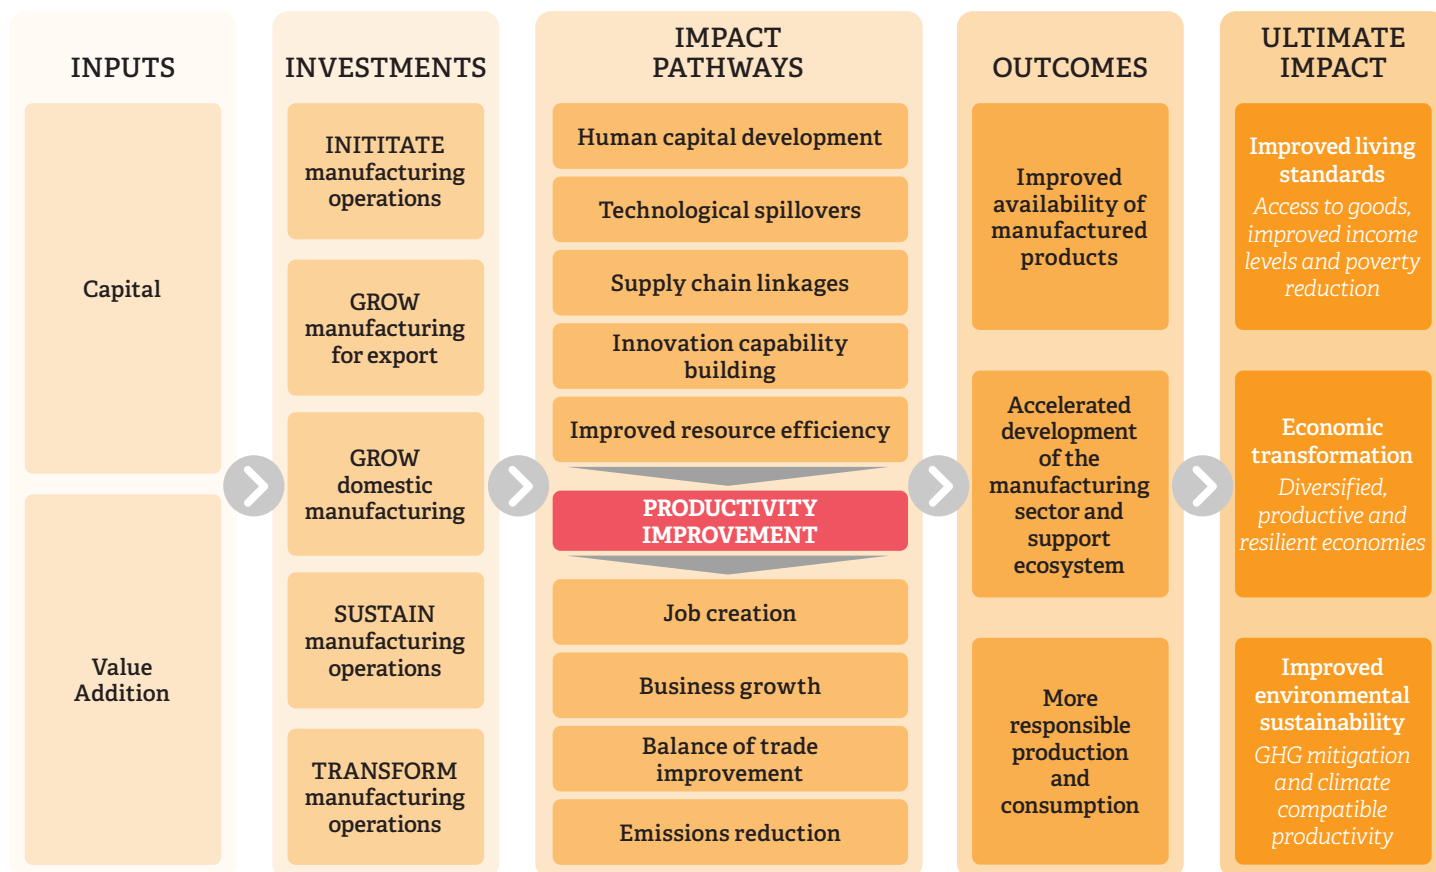 INPUTS
Capital
Value
Addition
INVESTMENTS
INITITATE
manufacturing
operations
GROW
manufacturing
for export
GROW
domestic
manufacturing
SUSTAIN
manufacturing
operations
TRANSFORM
manufacturing
operations
IMPACT
PATHWAYS
Human capital development
Technological spillovers
Supply chain linkages
Innovation capability
building
Improved resource efficiency
PRODUCTIVITY
IMPROVEMENT
Job creation
Business growth
Balance of trade
improvement
Emissions reduction
OUTCOMES
Improved
availability of
manufactured
products
Accelerated
development
of the
manufacturing
sector and
support
ecosystem
More
responsible
production
and
consumption
ULTIMATE
IMPACT
Improved living
standards
Access to goods,
improved income
levels and poverty
reduction
Economic
transformation
Diversified,
productive and
resilient economies
Improved
environmental
sustainability
GHG mitigation
and climate
compatible
productivity